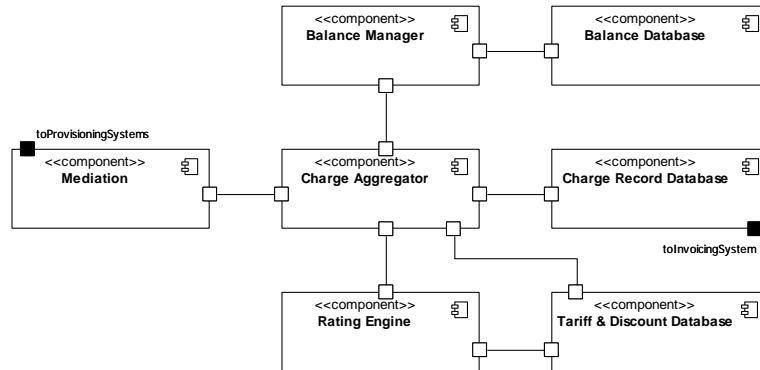 <<component>>
Balance Manager
<<component>>
Balance Database
toProvisioningSystems
<<component>>
Mediation
<<component>>
Charge Aggregator
<<component>>
Charge Record Database
toInvoicingSystem
<<component>>
Rating Engine
<<component>>
Tariff & Discount Database